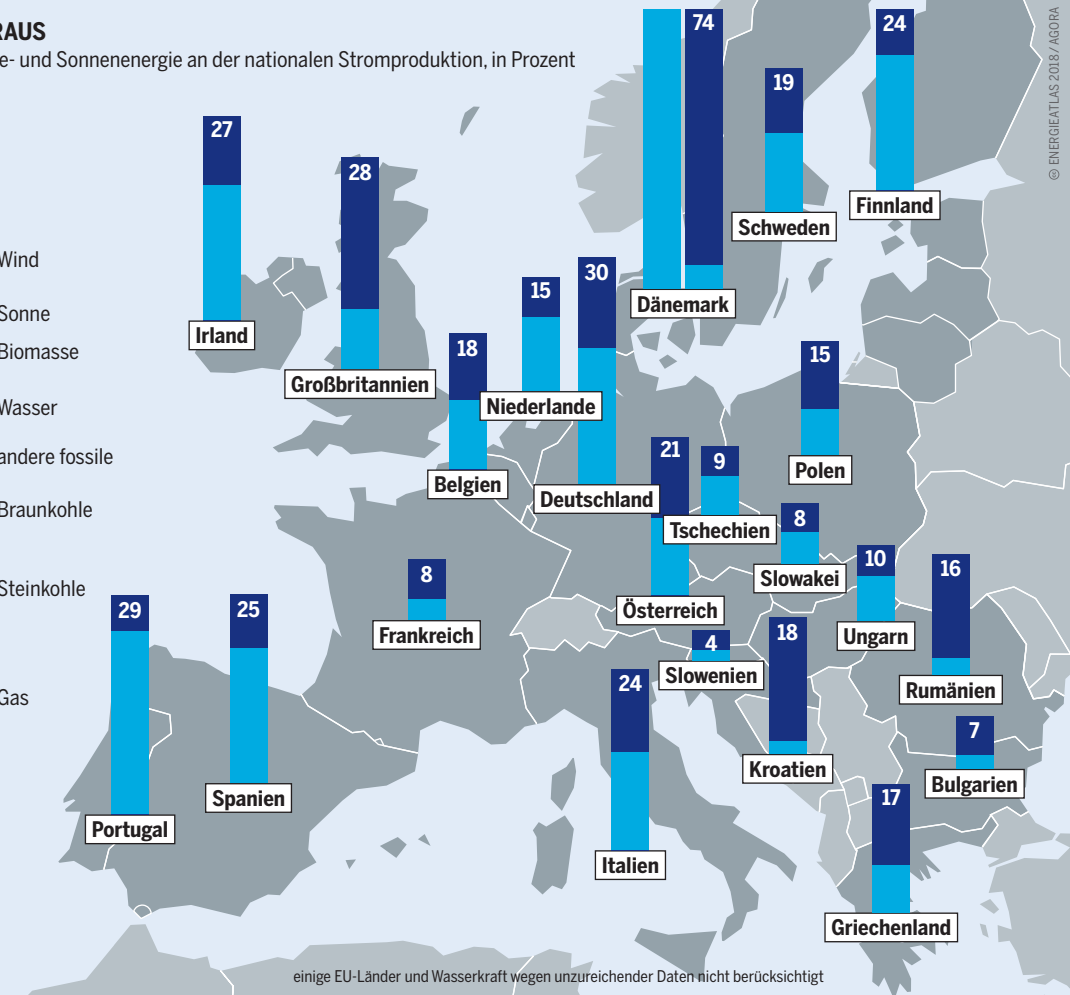 RAUS
e- und Sonnenenergie an der nationalen Stromproduktion, in Prozent
© ENERGIEATLAS 2018 / AGORA
74
Dänemark
19
Schweden
24
Finnland
27
Irland
28
Großbritannien
Wind
Sonne
Biomasse
Wasser
andere fossile
Braunkohle
Steinkohle
Gas
15
Niederlande
30
Deutschland
18
Belgien
15
Polen
21
Österreich
9
Tschechien
8
Slowakei
10
Ungarn
16
Rumänien
8
Frankreich
29
Portugal
25
Spanien
4
Slowenien
18
Kroatien
24
Italien
7
Bulgarien
17
Griechenland
einige EU-Länder und Wasserkraft wegen unzureichender Daten nicht berücksichtigt